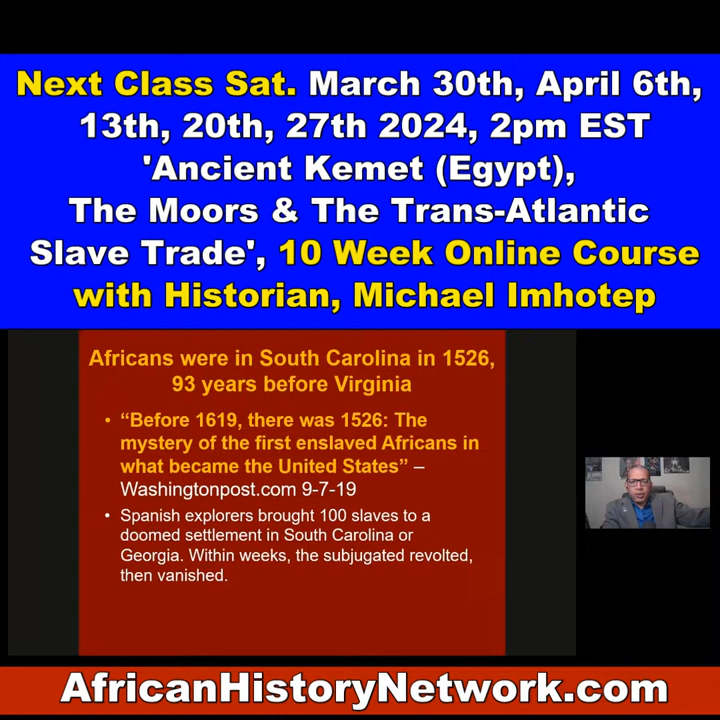 Next Class Sat. March 30th, April 6th,
13th, 20th, 27th 2024, 2pm EST
'Ancient Kemet (Egypt),
The Moors & The Trans-Atlantic
Slave Trade', 10 Week Online Course
with Historian, Michael Imhotep
Africans were in South Carolina in 1526,
93 years before Virginia
• “Before 1619, there was 1526: The
mystery of the first enslaved Africans in
what became the United States” –
Washingtonpost.com 9-7-19
• Spanish explorers brought 100 slaves to a
doomed settlement in South Carolina or
Georgia. Within weeks, the subjugated revolted,
then vanished.
AfricanHistoryNetwork.com